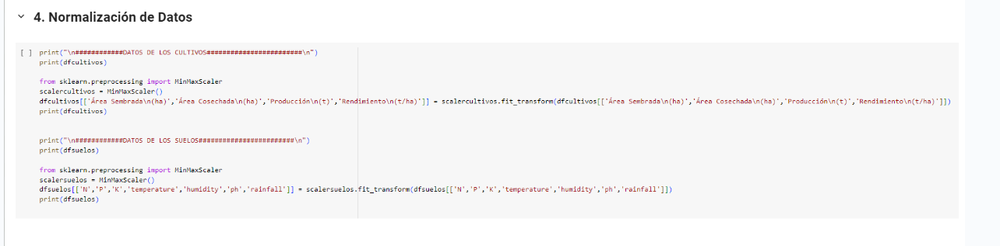 4. Normalización de Datos
[ ] print("\n############DATOS DE LOS CULTIVOS########################\n")
print(dfcultivos)
from sklearn.preprocessing import MinMaxScaler
scalercultivos = MinMaxScaler()
dfcultivos[['Área Sembrada\n(ha)','Área Cosechada\n(ha)','Producción\n(t)','Rendimiento\n(t/ha)']] = scalercultivos.fit_transform(dfcultivos[['Área Sembrada\n(ha)','Área Cosechada\n(ha)','Producción\n(t)','Rendimiento\n(t/ha)']])
print(dfcultivos)
print("\n############DATOS DE LOS SUELOS########################\n")
print(dfsuelos)
from sklearn.preprocessing import MinMaxScaler
scalersuelos = MinMaxScaler()
dfsuelos[['N','P','K','temperature','humidity','ph','rainfall']] = scalersuelos.fit_transform(dfsuelos[['N','P','K','temperature','humidity','ph','rainfall']])
print(dfsuelos)